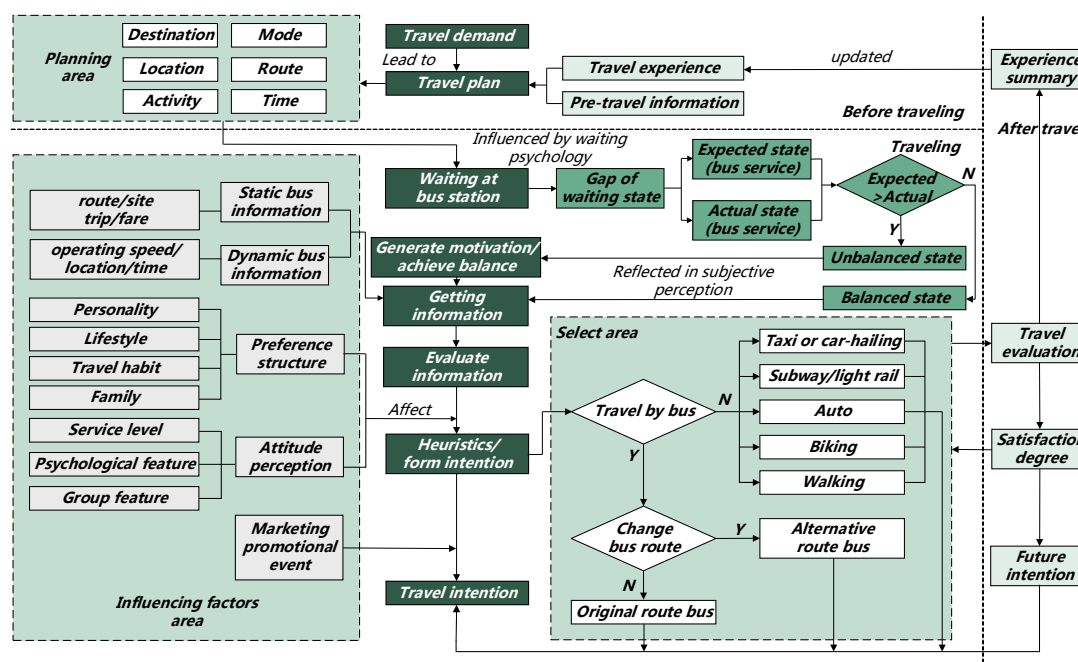 Planning
area
Destination
Mode
Location
Route
Activity
Time
Travel demand
Lead to
Travel plan
Travel experience
Pre-travel information
updated
Experience
summary
Before traveling
After travel
Influenced by waiting
psychology
Waiting at
bus station
Gap of
waiting state
Expected state
(bus service)
Actual state
(bus service)
Traveling
Expected
>Actual
N
Y
Unbalanced state
Balanced state
Reflected in subjective
perception
Generate motivation/
achieve balance
Getting
information
Evaluate
information
Affect
Heuristics/
form intention
Travel intention
route/site
trip/fare
Static bus
information
operating speed/
location/time
Dynamic bus
information
Personality
Lifestyle
Travel habit
Family
Preference
structure
Service level
Psychological feature
Group feature
Attitude
perception
Marketing
promotional
event
Influencing factors
area
Select area
Travel by bus
N
Y
Taxi or car-hailing
Subway/light rail
Auto
Biking
Walking
Change
bus route
Y
N
Alternative
route bus
Original route bus
Travel
evaluation
Satisfaction
degree
Future
intention